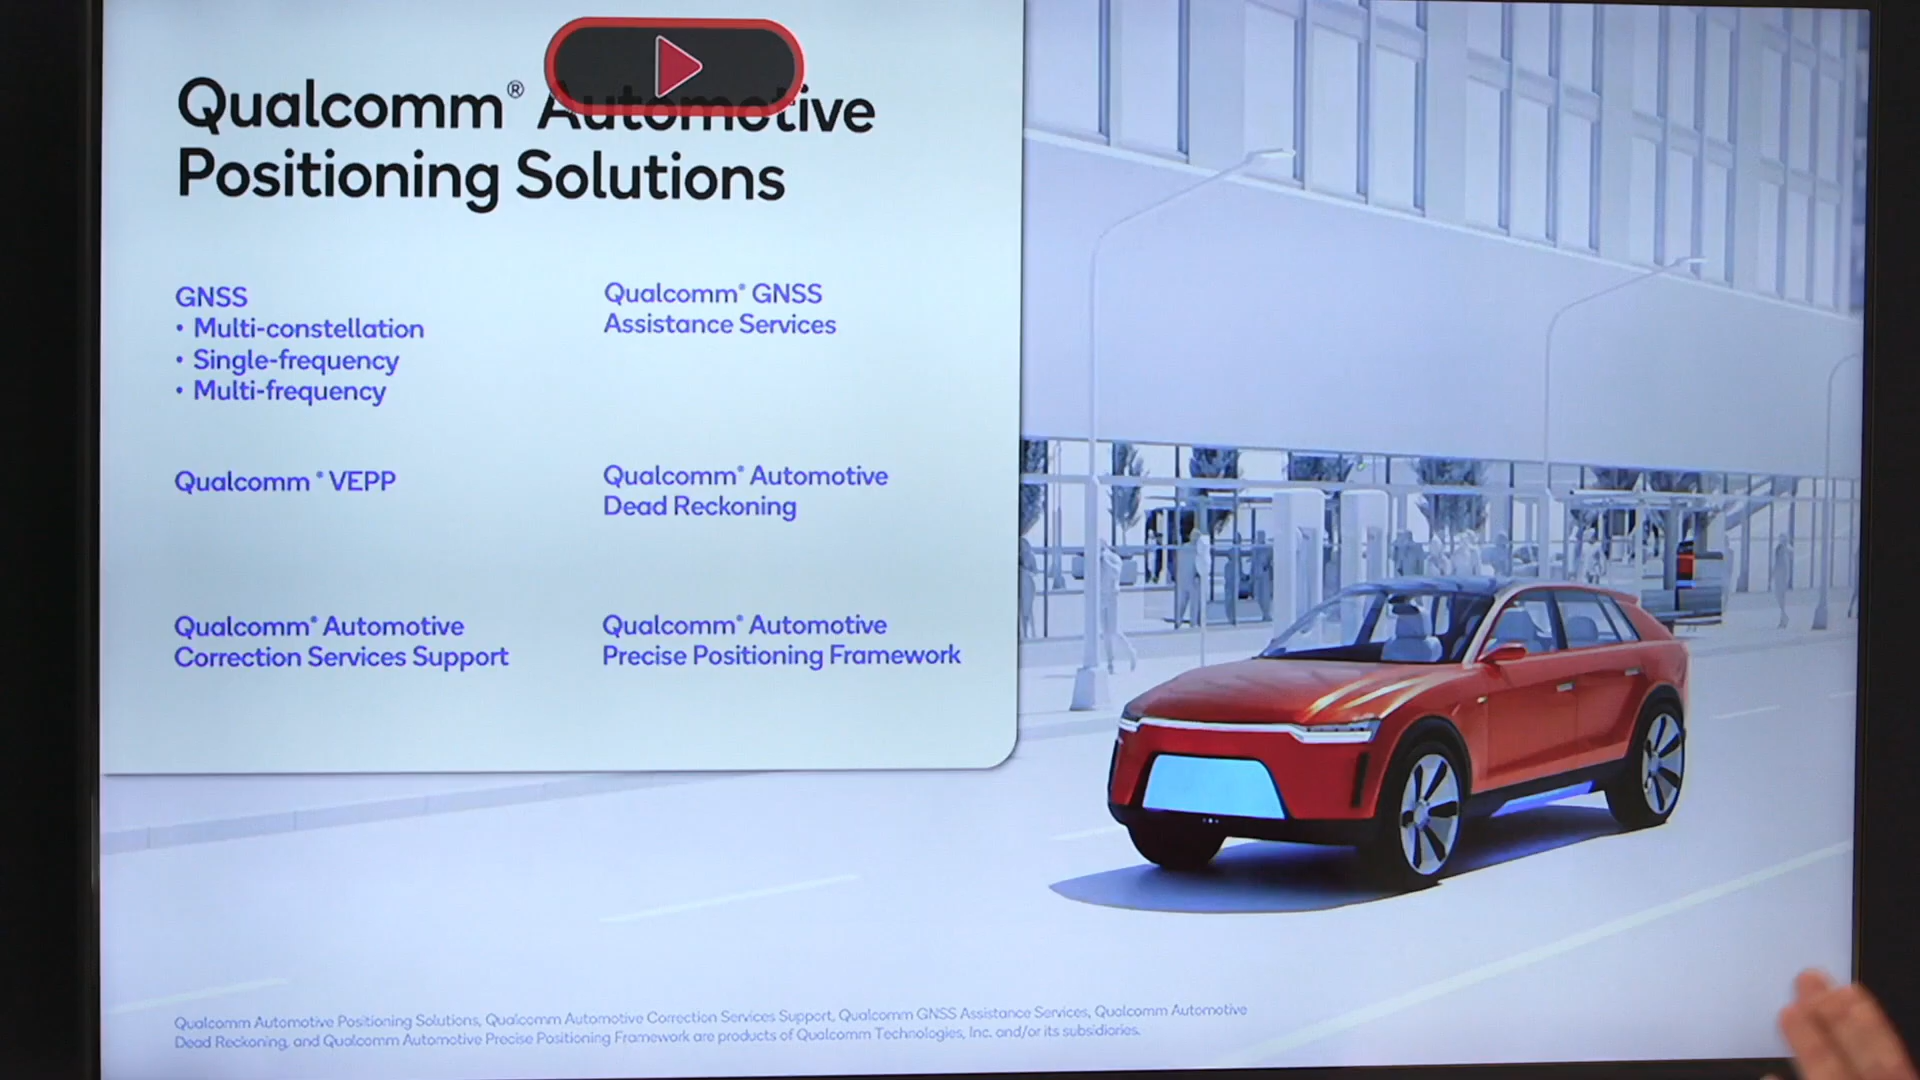 Qualcomm® Automotive
Positioning Solutions
GNSS
• Multi-constellation
• Single-frequency
• Multi-frequency
Qualcomm® GNSS
Assistance Services
Qualcomm® VEPP
Qualcomm® Automotive
Dead Reckoning
Qualcomm® Automotive
Correction Services Support
Qualcomm® Automotive
Precise Positioning Framework
Qualcomm Automotive Positioning Solutions, Qualcomm Automotive Correction Services Support, Qualcomm GNSS Assistance Services, Qualcomm Automotive
Dead Reckoning, and Qualcomm Automotive Precise Positioning Framework are products of Qualcomm Technologies, Inc. and/or its subsidiaries.